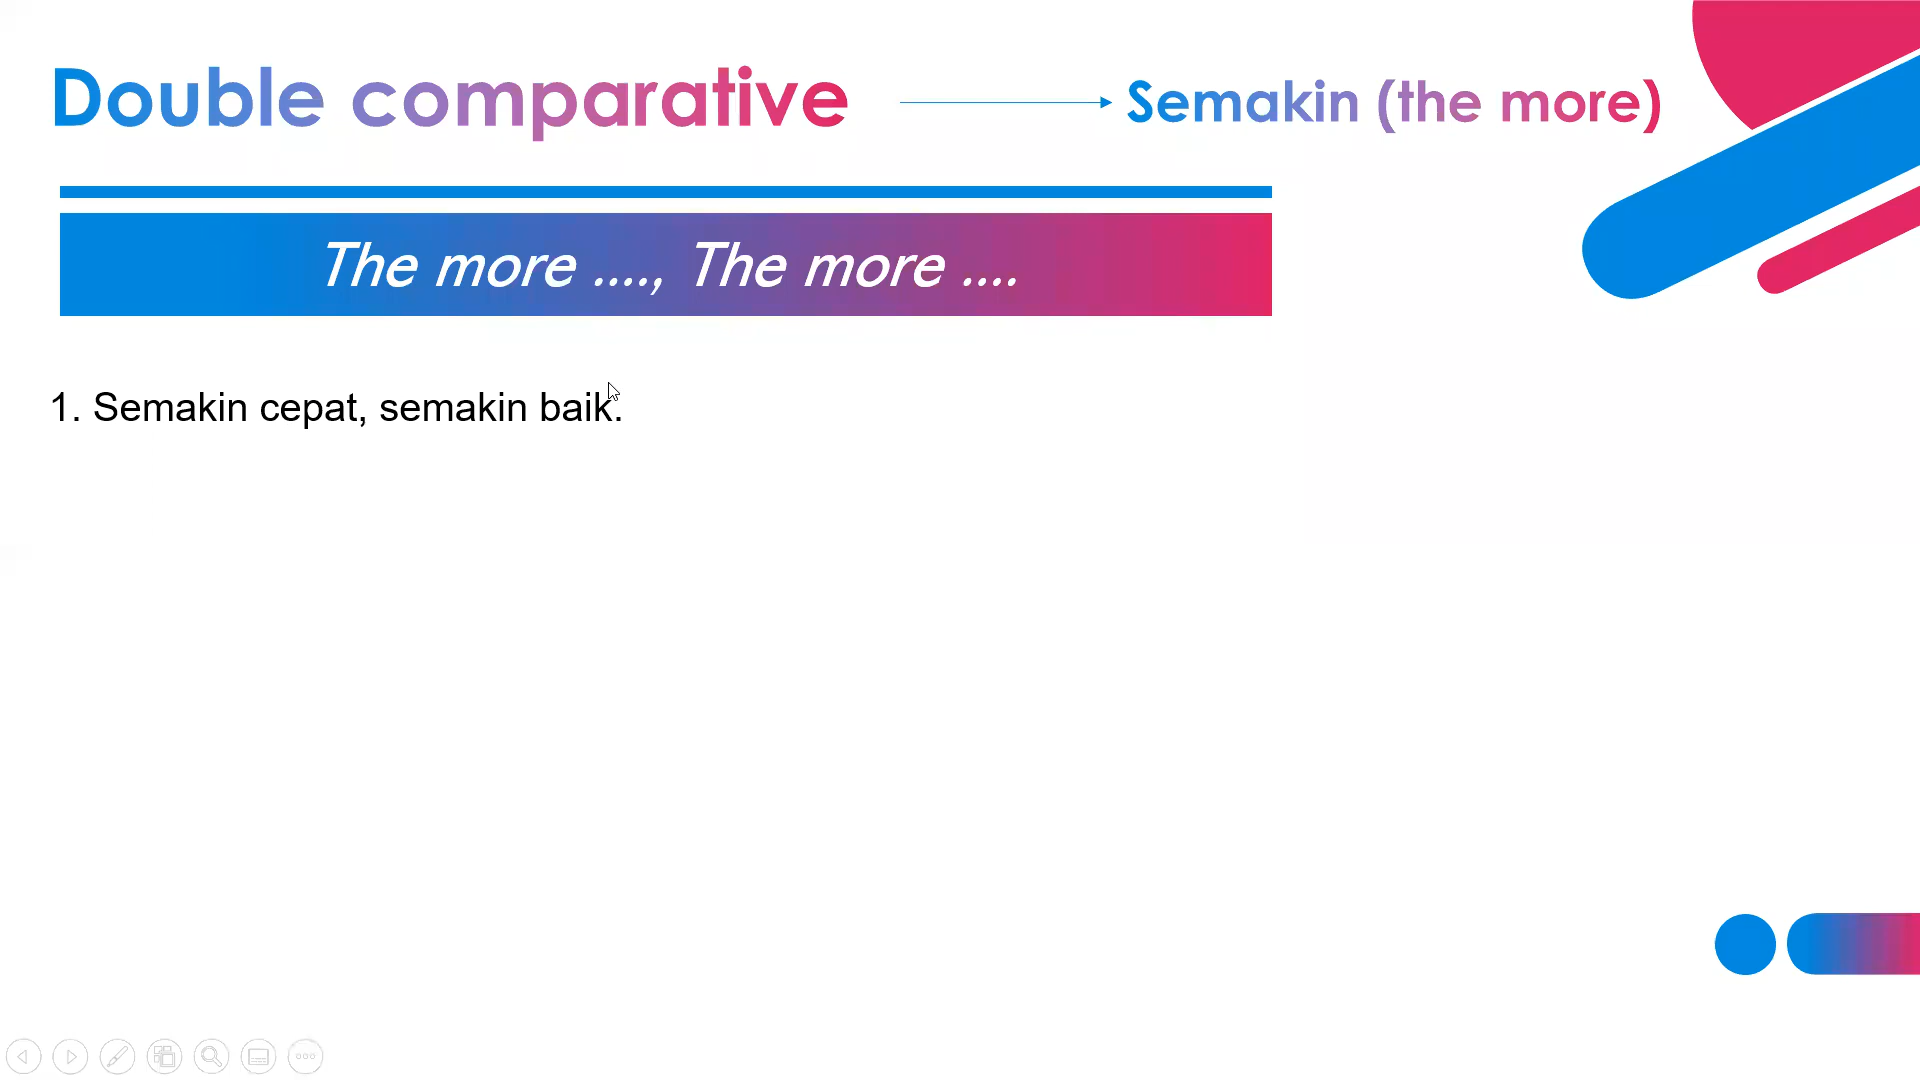 Double comparative
Semakin (the more)
The more ...., The more ....
1. Semakin cepat, semakin baik.